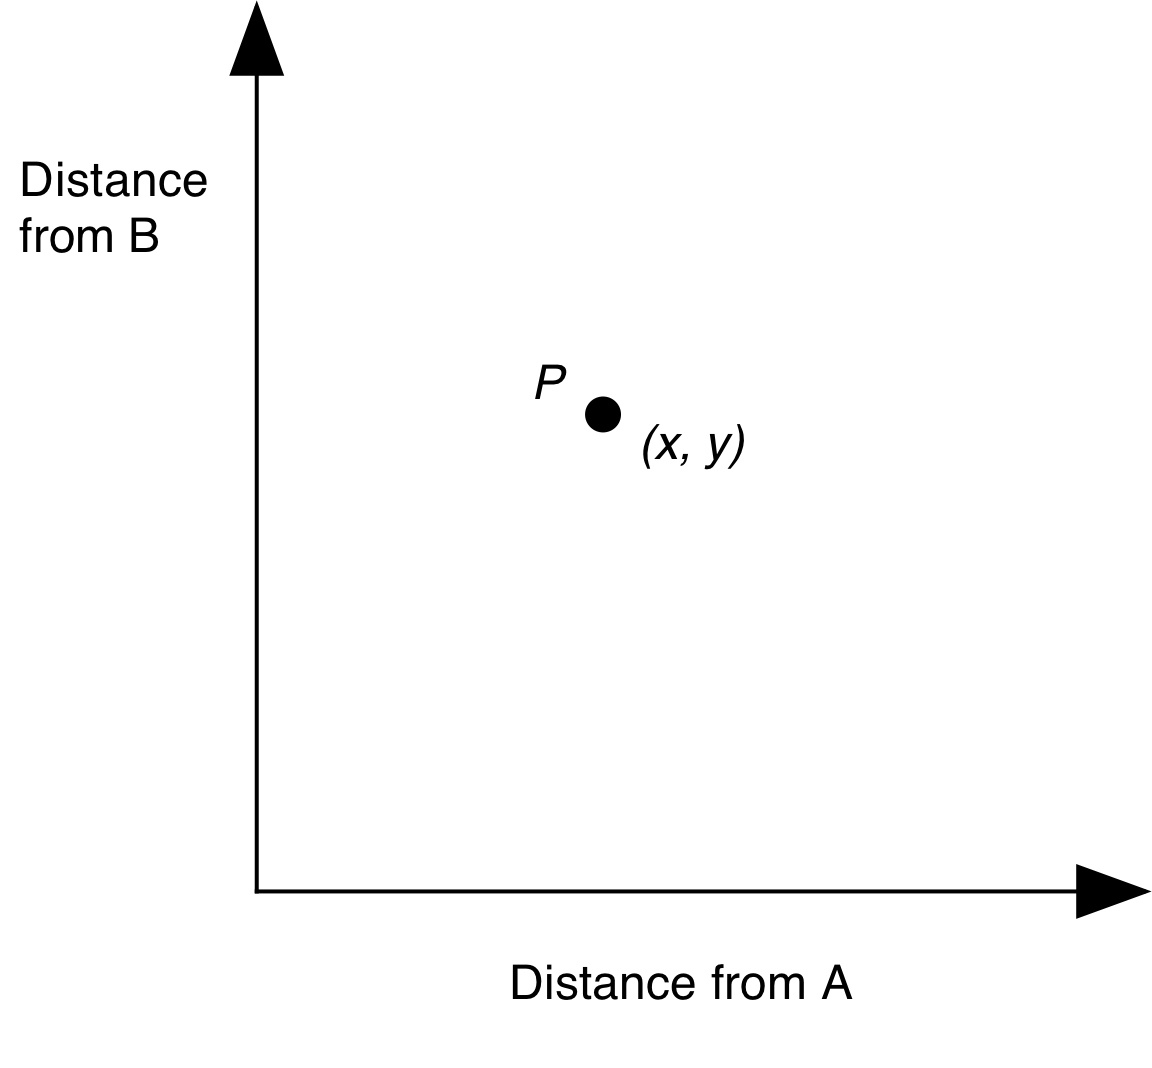 Distance
from B
P
(x, y)
Distance from A